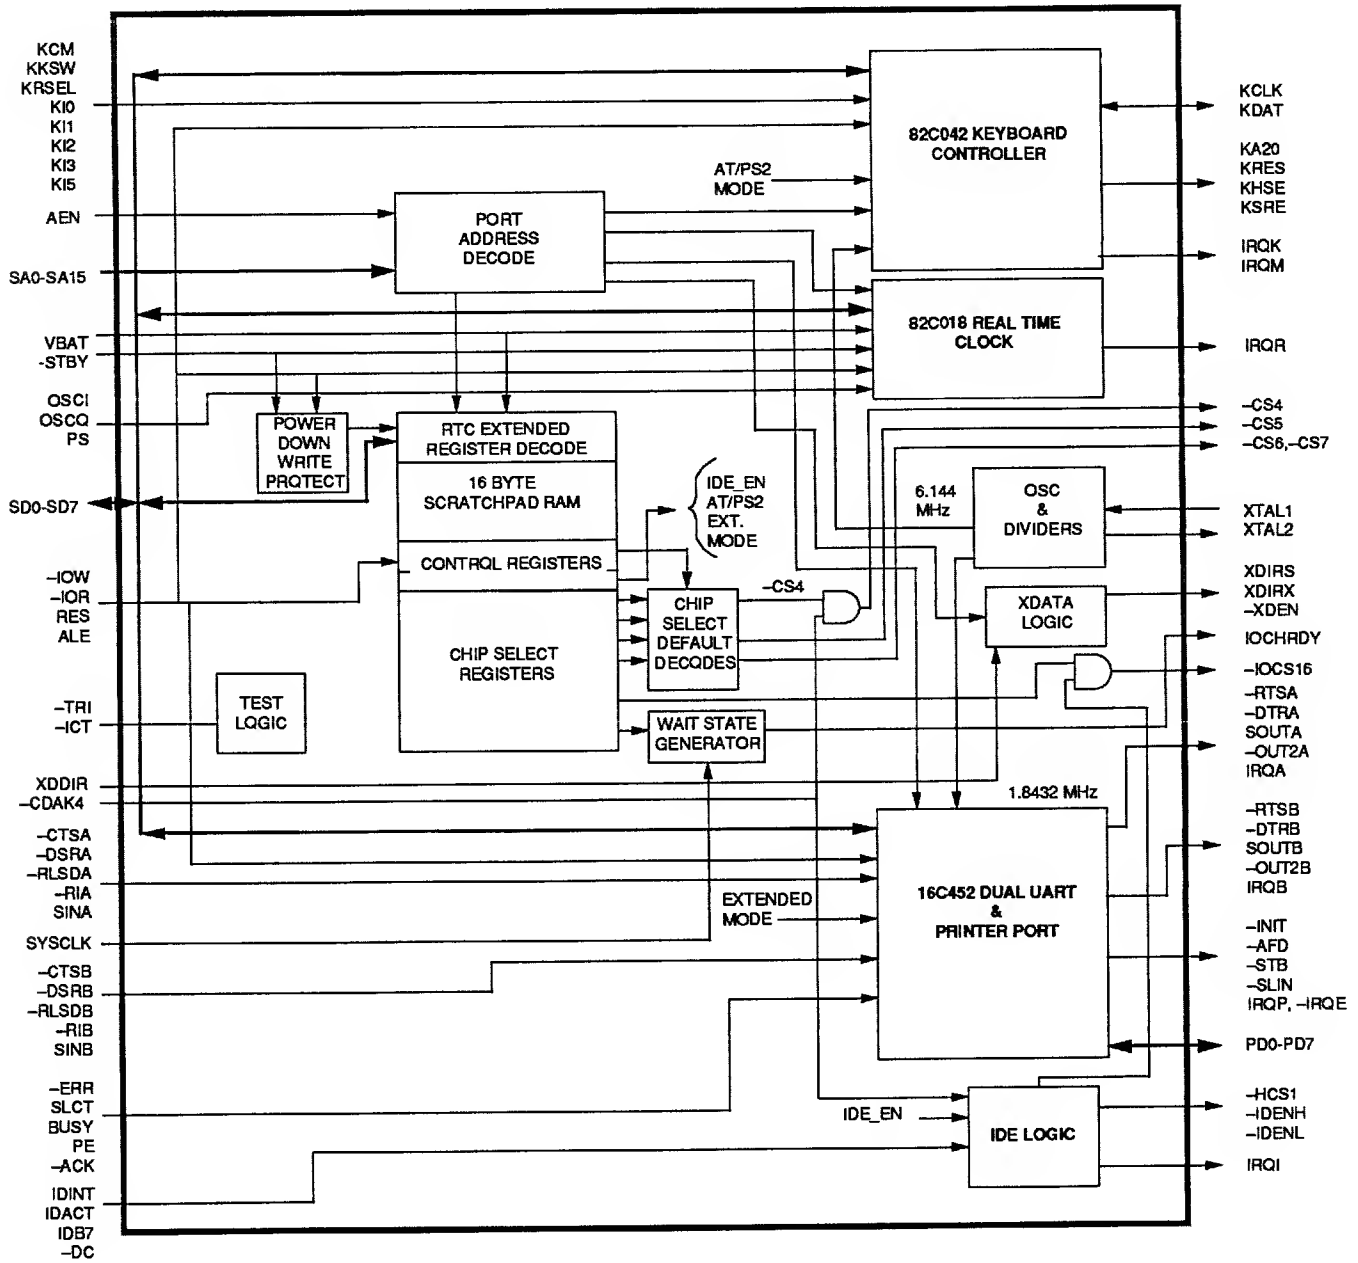 KCM
KKSW
KRSEL
KI0
KI1
KI2
KI3
KI5
AEN
SA0-SA15
VBAT
-STBY
OSCI
OSCO
PS
SD0-SD7
-IOW
-IOR
RES
ALE
-TRI
-ICT
XDDIR
-CDAK4
-CTSA
-DSRA
-RLSDA
-RIA
SINA
SYSCLK
-CTSB
-DSRB
-RLSDB
-RIB
SINB
-ERR
SLCT
BUSY
PE
-ACK
IDINT
IDACT
IDB7
-DC
82C042 KEYBOARD
CONTROLLER
AT/PS2
MODE
PORT
ADDRESS
DECODE
82C018 REAL TIME
CLOCK
POWER
DOWN
WRITE
PROTECT
RTC EXTENDED
REGISTER DECODE
16 BYTE
SCRATCHPAD RAM
CONTROL REGISTERS
CHIP SELECT
REGISTERS
IDE_EN
AT/PS2
EXT.
MODE
6.144
MHz
OSC
&
DIVIDERS
CHIP
SELECT
DEFAULT
DECODES
-CS4
XDATA
LOGIC
TEST
LOGIC
WAIT STATE
GENERATOR
1.8432 MHz
EXTENDED
MODE
16C452 DUAL UART
&
PRINTER PORT
IDE_EN
IDE LOGIC
KCLK
KDAT
KA20
KRES
KHSE
KSRE
IRQK
IRQM
IRQR
-CS4
-CS5
-CS6,-CS7
XTAL1
XTAL2
XDIRS
XDIRX
-XDEN
IOCHRDY
-IOCS16
-RTSA
-DTRA
SOUTA
-OUT2A
IRQA
-RTSB
-DTRB
SOUTB
-OUT2B
IRQB
-INIT
-AFD
-STB
-SLIN
IRQP, -IRQE
PD0-PD7
-HCS1
-IDENH
-IDENL
IRQI